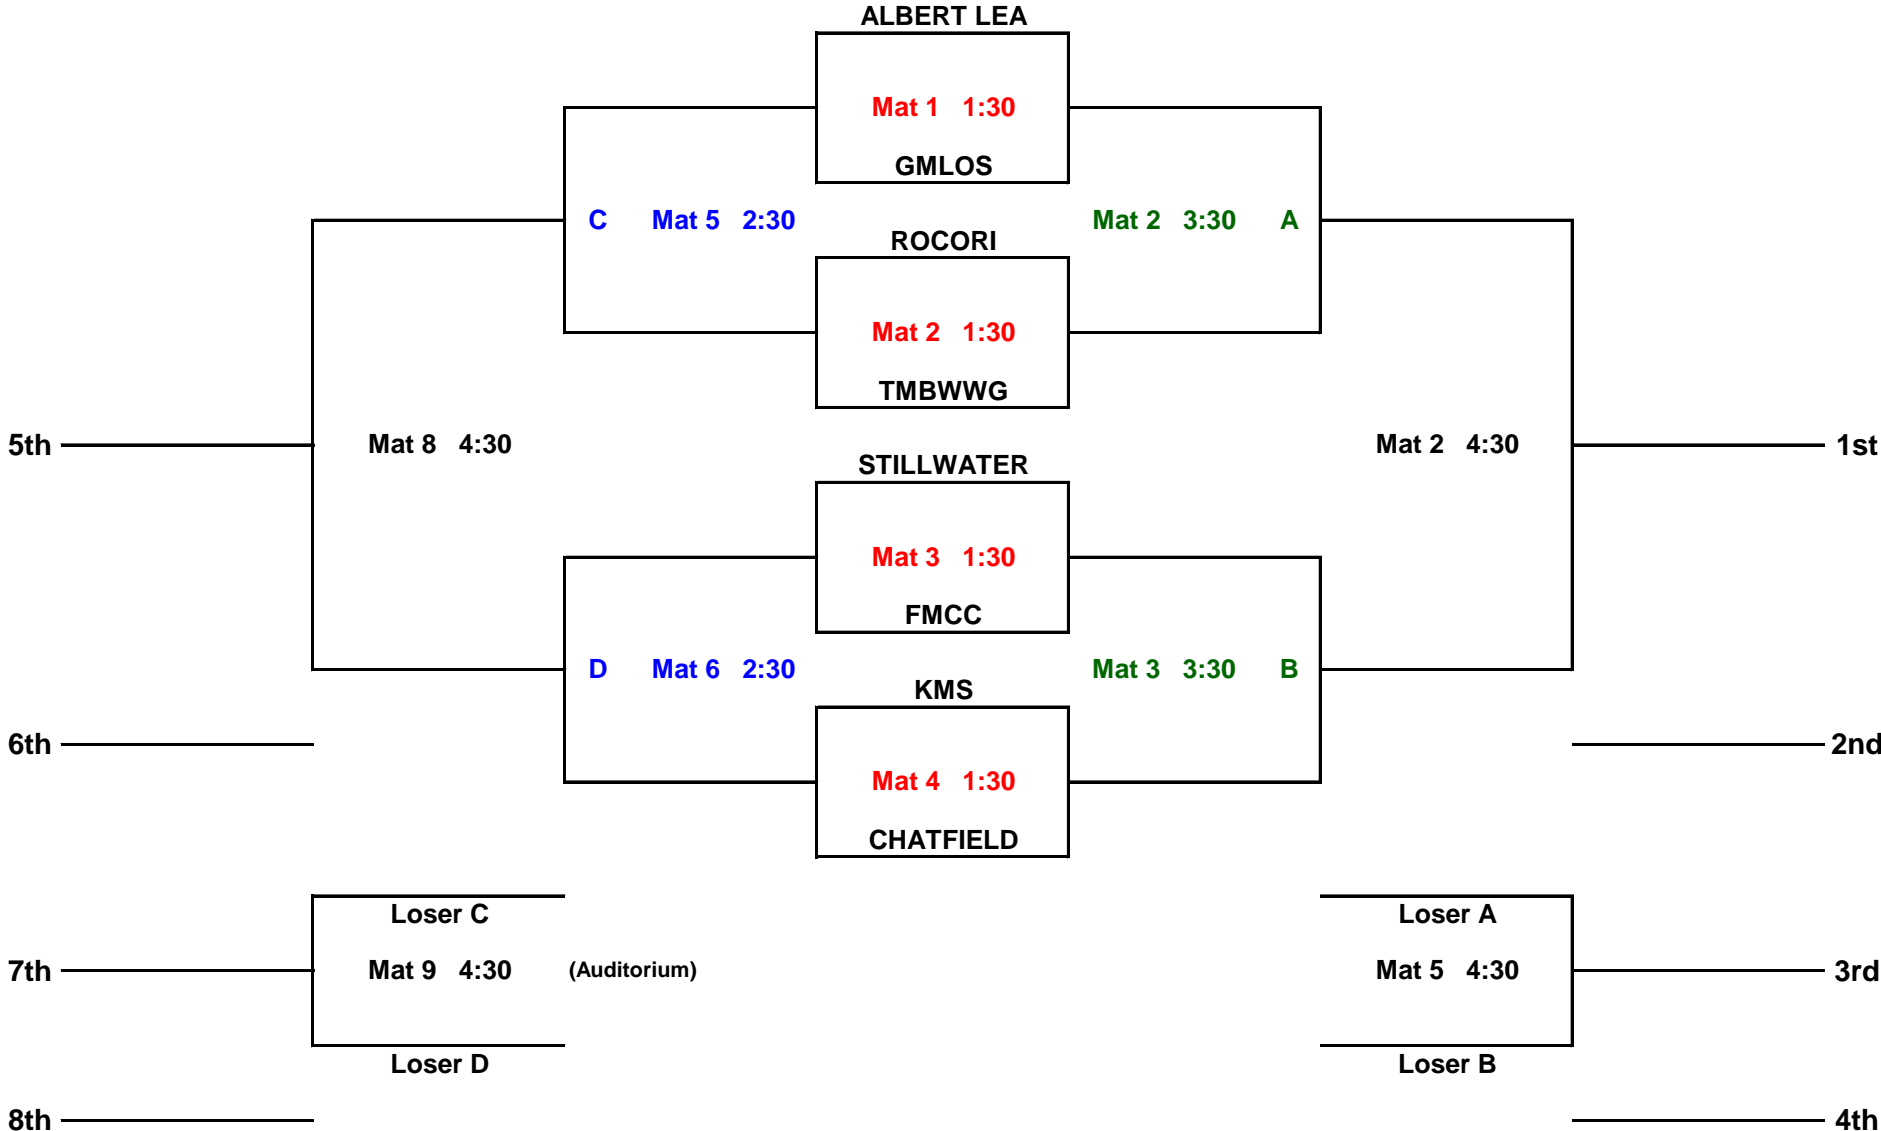 ALBERT LEA
Mat 1 1:30
GMLOS
C Mat 5 2:30
Mat 2 3:30 A
ROCORI
Mat 2 1:30
TMBWWG
5th
Mat 8 4:30
Mat 2 4:30
1st
STILLWATER
Mat 3 1:30
FMCC
D Mat 6 2:30
Mat 3 3:30 B
KMS
6th
2nd
Mat 4 1:30
CHATFIELD
Loser C
Loser A
7th
Mat 9 4:30 (Auditorium)
Mat 5 4:30
3rd
Loser D
Loser B
8th
4th